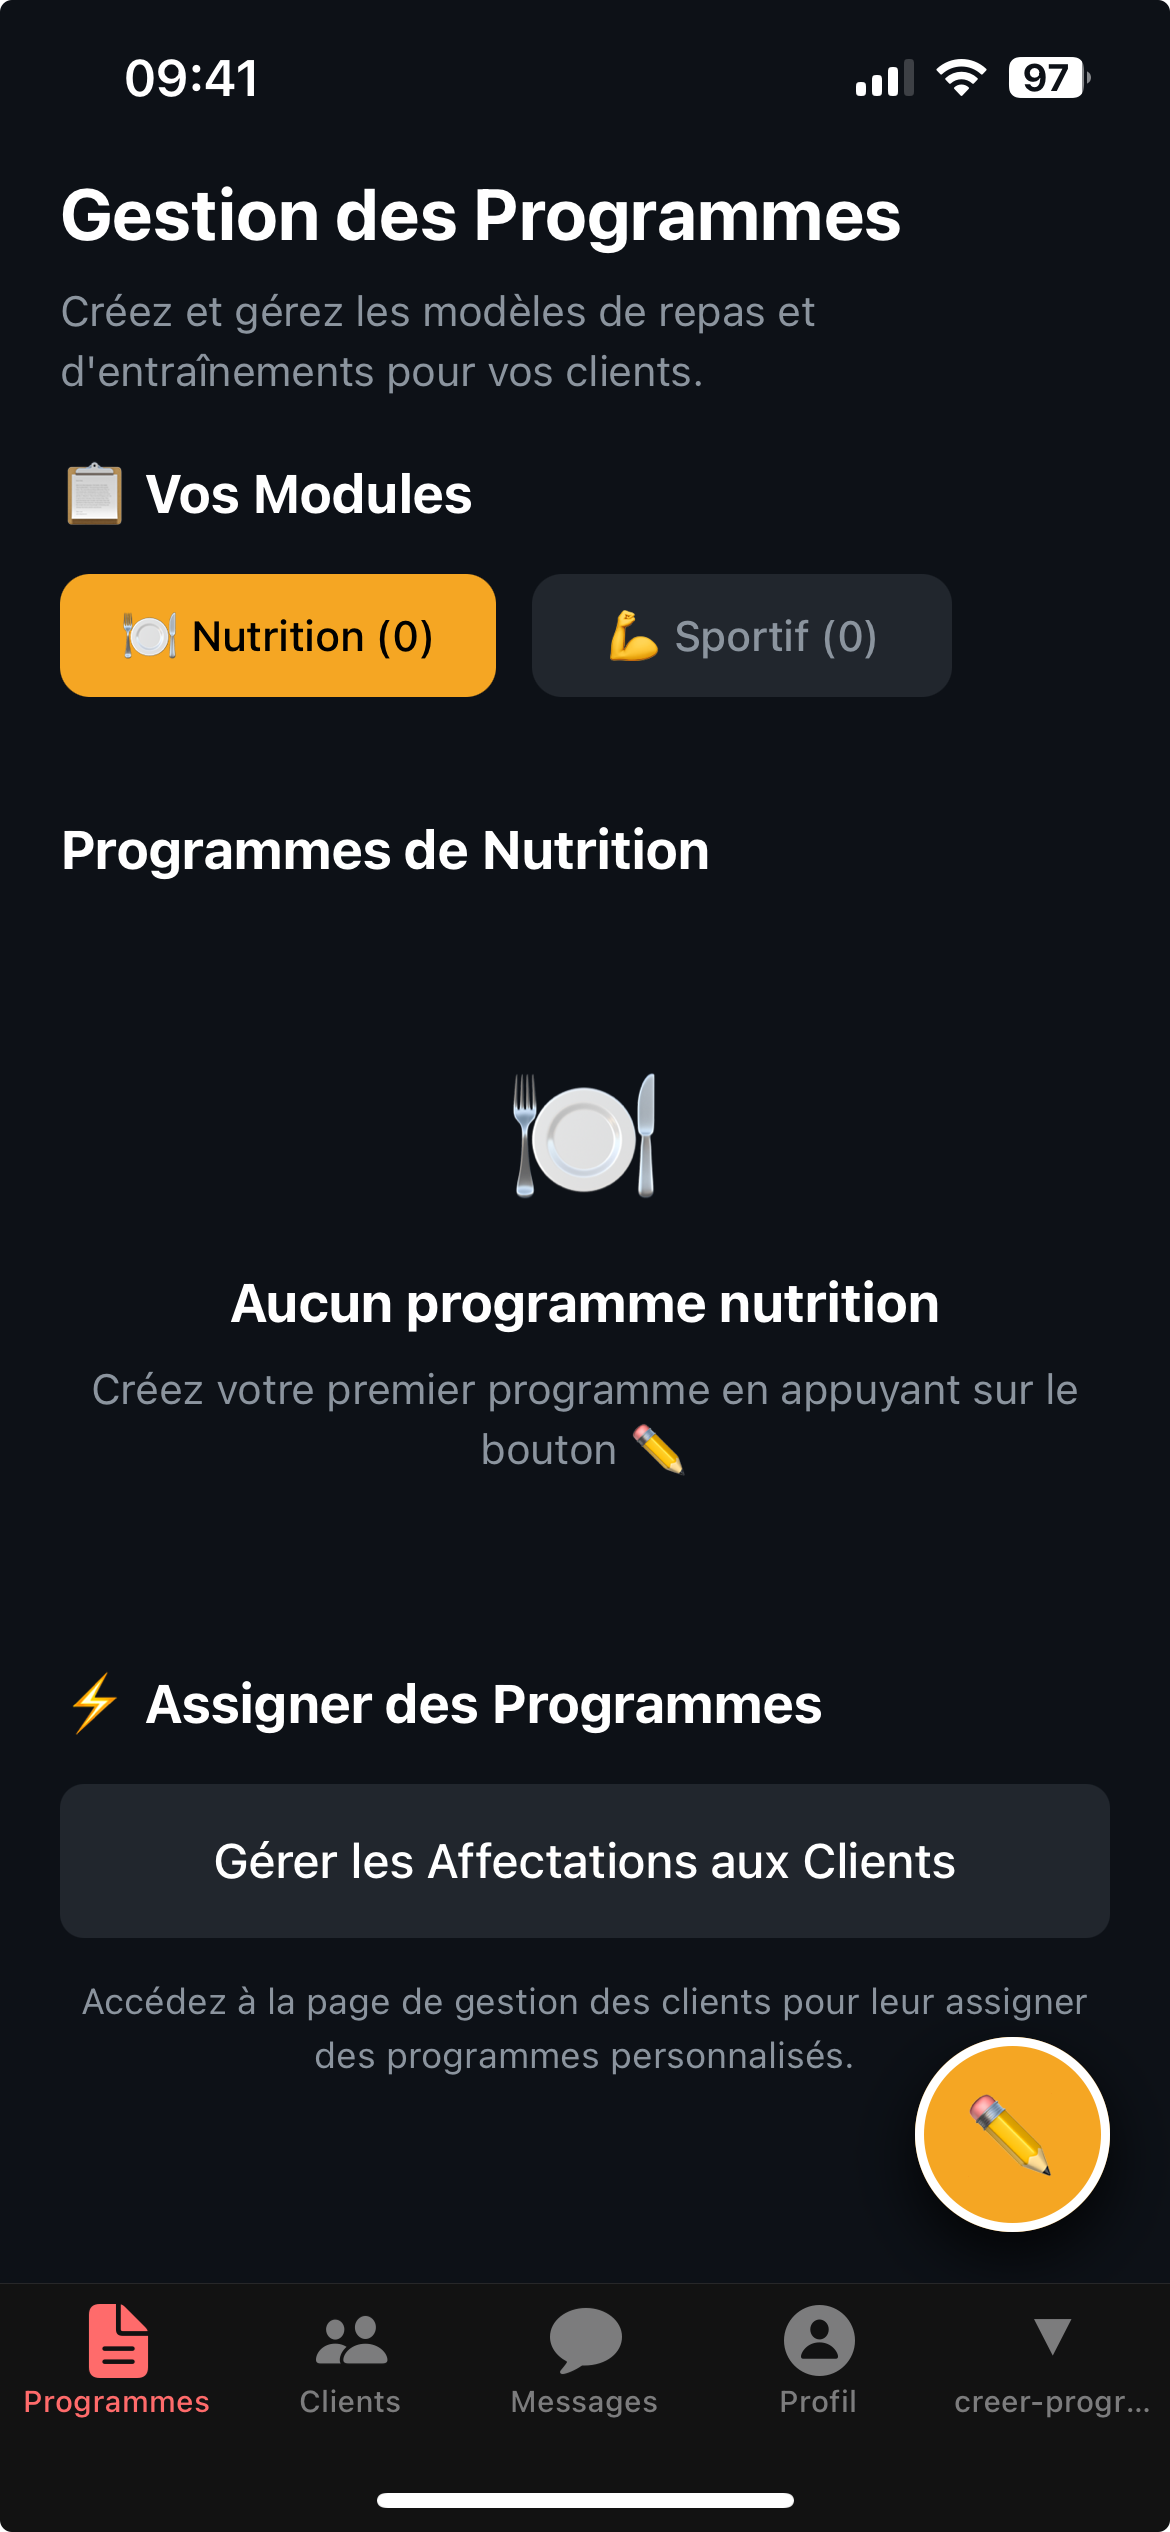 09:41
97
Gestion des Programmes
Créez et gérez les modèles de repas et
d'entraînements pour vos clients.
📋 Vos Modules
🍽️ Nutrition (0)
💪 Sportif (0)
Programmes de Nutrition
Aucun programme nutrition
Créez votre premier programme en appuyant sur le
bouton ✏️
⚡ Assigner des Programmes
Gérer les Affectations aux Clients
Accédez à la page de gestion des clients pour leur assigner
des programmes personnalisés.
Programmes
Clients
Messages
Profil
creer-progr...